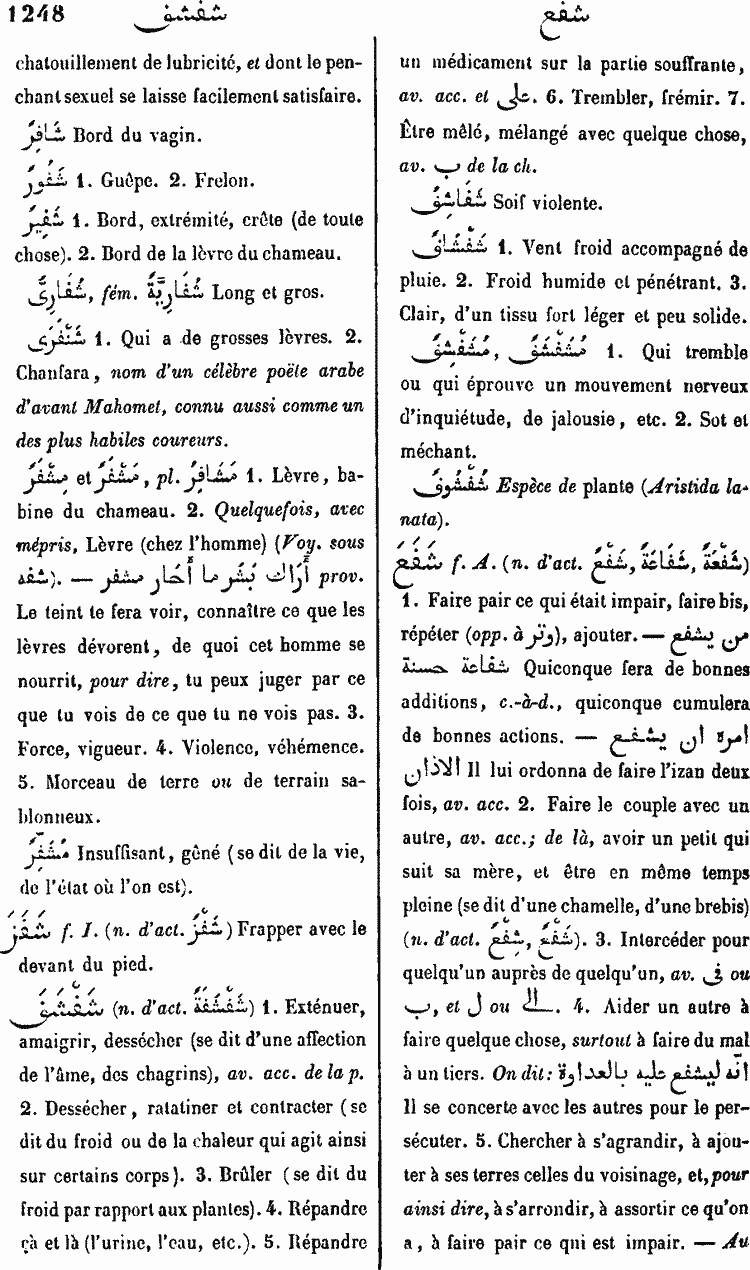 1248
شفشف
شفع
chatouillement de lubricité, et dont le pen-
chant sexuel se laisse facilement satisfaire.
شَافِرٌ Bord du vagin.
شَفُّورٌ 1. Guêpe. 2. Frelon.
شَفِيرٌ 1. Bord, extrémité, crête (de toute
chose). 2. Bord de la lèvre du chameau.
شُفَارِىٌّ, fém. شُفَارِيَّةٌ Long et gros.
شَنْفَرَى 1. Qui a de grosses lèvres. 2.
Chanfara, nom d'un célèbre poëte arabe
d'avant Mahomet, connu aussi comme un
des plus habiles coureurs.
مِشْفَرٌ et مَشْفَرٌ, pl. مَشَافِرُ 1. Lèvre, ba-
bine du chameau. 2. Quelquefois, avec
mépris, Lèvre (chez l'homme) (Voy. sous
شفه). — أَرَاكَ بَشَر ما أَحَار مشفر prov.
Le teint te fera voir, connaître ce que les
lèvres dévorent, de quoi cet homme se
nourrit, pour dire, tu peux juger par ce
que tu vois de ce que tu ne vois pas. 3.
Force, vigueur. 4. Violence, véhémence.
5. Morceau de terre ou de terrain sa-
blonneux.
مُشَفِّرٌ Insuffisant, gêné (se dit de la vie,
de l'état où l'on est).
شَفَزَ f. I. (n. d'act. شَفْزٌ) Frapper avec le
devant du pied.
شَفْشَفَ (n. d'act. شَفْشَفَةٌ) 1. Exténuer,
amaigrir, dessécher (se dit d'une affection
de l'âme, des chagrins), av. acc. de la p.
2. Dessécher, ratatiner et contracter (se
dit du froid ou de la chaleur qui agit ainsi
sur certains corps). 3. Brûler (se dit du
froid par rapport aux plantes). 4. Répandre
çà et là (l'urine, l'eau, etc.). 5. Répandre
un médicament sur la partie souffrante,
av. acc. et على. 6. Trembler, frémir. 7.
Être mêlé, mélangé avec quelque chose,
av. ب de la ch.
شَفَاشِفُ Soif violente.
شَفْشَافٌ 1. Vent froid accompagné de
pluie. 2. Froid humide et pénétrant. 3.
Clair, d'un tissu fort léger et peu solide.
مُشَفْشَفٌ, مُشَفْشِفٌ 1. Qui tremble
ou qui éprouve un mouvement nerveux
d'inquiétude, de jalousie, etc. 2. Sot et
méchant.
شُفْشُوفٌ Espèce de plante (Aristida la-
nata).
شَفَعَ f. A. (n. d'act. شَفْعٌ, شَفَاعَةٌ, شَفْعَةٌ)
1. Faire pair ce qui était impair, faire bis,
répéter (opp. à وتر), ajouter. — من يشفع
شفاعة حسنة Quiconque fera de bonnes
additions, c.-à-d., quiconque cumulera
de bonnes actions. — امره ان يشفع
الاذان Il lui ordonna de faire l'izan deux
fois, av. acc. 2. Faire le couple avec un
autre, av. acc.; de là, avoir un petit qui
suit sa mère, et être en même temps
pleine (se dit d'une chamelle, d'une brebis)
(n. d'act. شَفْعٌ, شِفْعٌ). 3. Intercéder pour
quelqu'un auprès de quelqu'un, av. فى ou
ب, et ل ou الى. 4. Aider un autre à
faire quelque chose, surtout à faire du mal
à un tiers. On dit: انّه ليشفع عليه بالعداوة
Il se concerte avec les autres pour le per-
sécuter. 5. Chercher à s'agrandir, à ajou-
ter à ses terres celles du voisinage, et, pour
ainsi dire, à s'arrondir, à assortir ce qu'on
a, à faire pair ce qui est impair. — Au